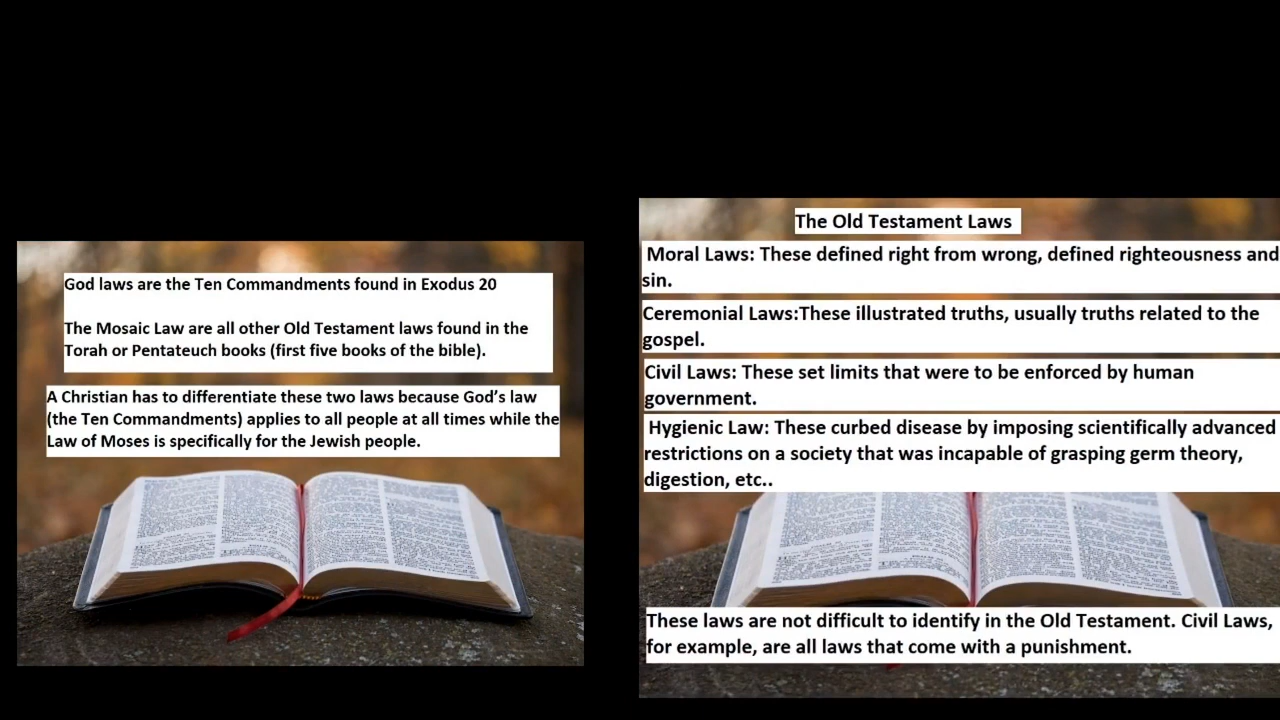 God laws are the Ten Commandments found in Exodus 20
The Mosaic Law are all other Old Testament laws found in the
Torah or Pentateuch books (first five books of the bible).
A Christian has to differentiate these two laws because God’s law
(the Ten Commandments) applies to all people at all times while the
Law of Moses is specifically for the Jewish people.
The Old Testament Laws
Moral Laws: These defined right from wrong, defined righteousness and
sin.
Ceremonial Laws:These illustrated truths, usually truths related to the
gospel.
Civil Laws: These set limits that were to be enforced by human
government.
Hygienic Law: These curbed disease by imposing scientifically advanced
restrictions on a society that was incapable of grasping germ theory,
digestion, etc..
These laws are not difficult to identify in the Old Testament. Civil Laws,
for example, are all laws that come with a punishment.